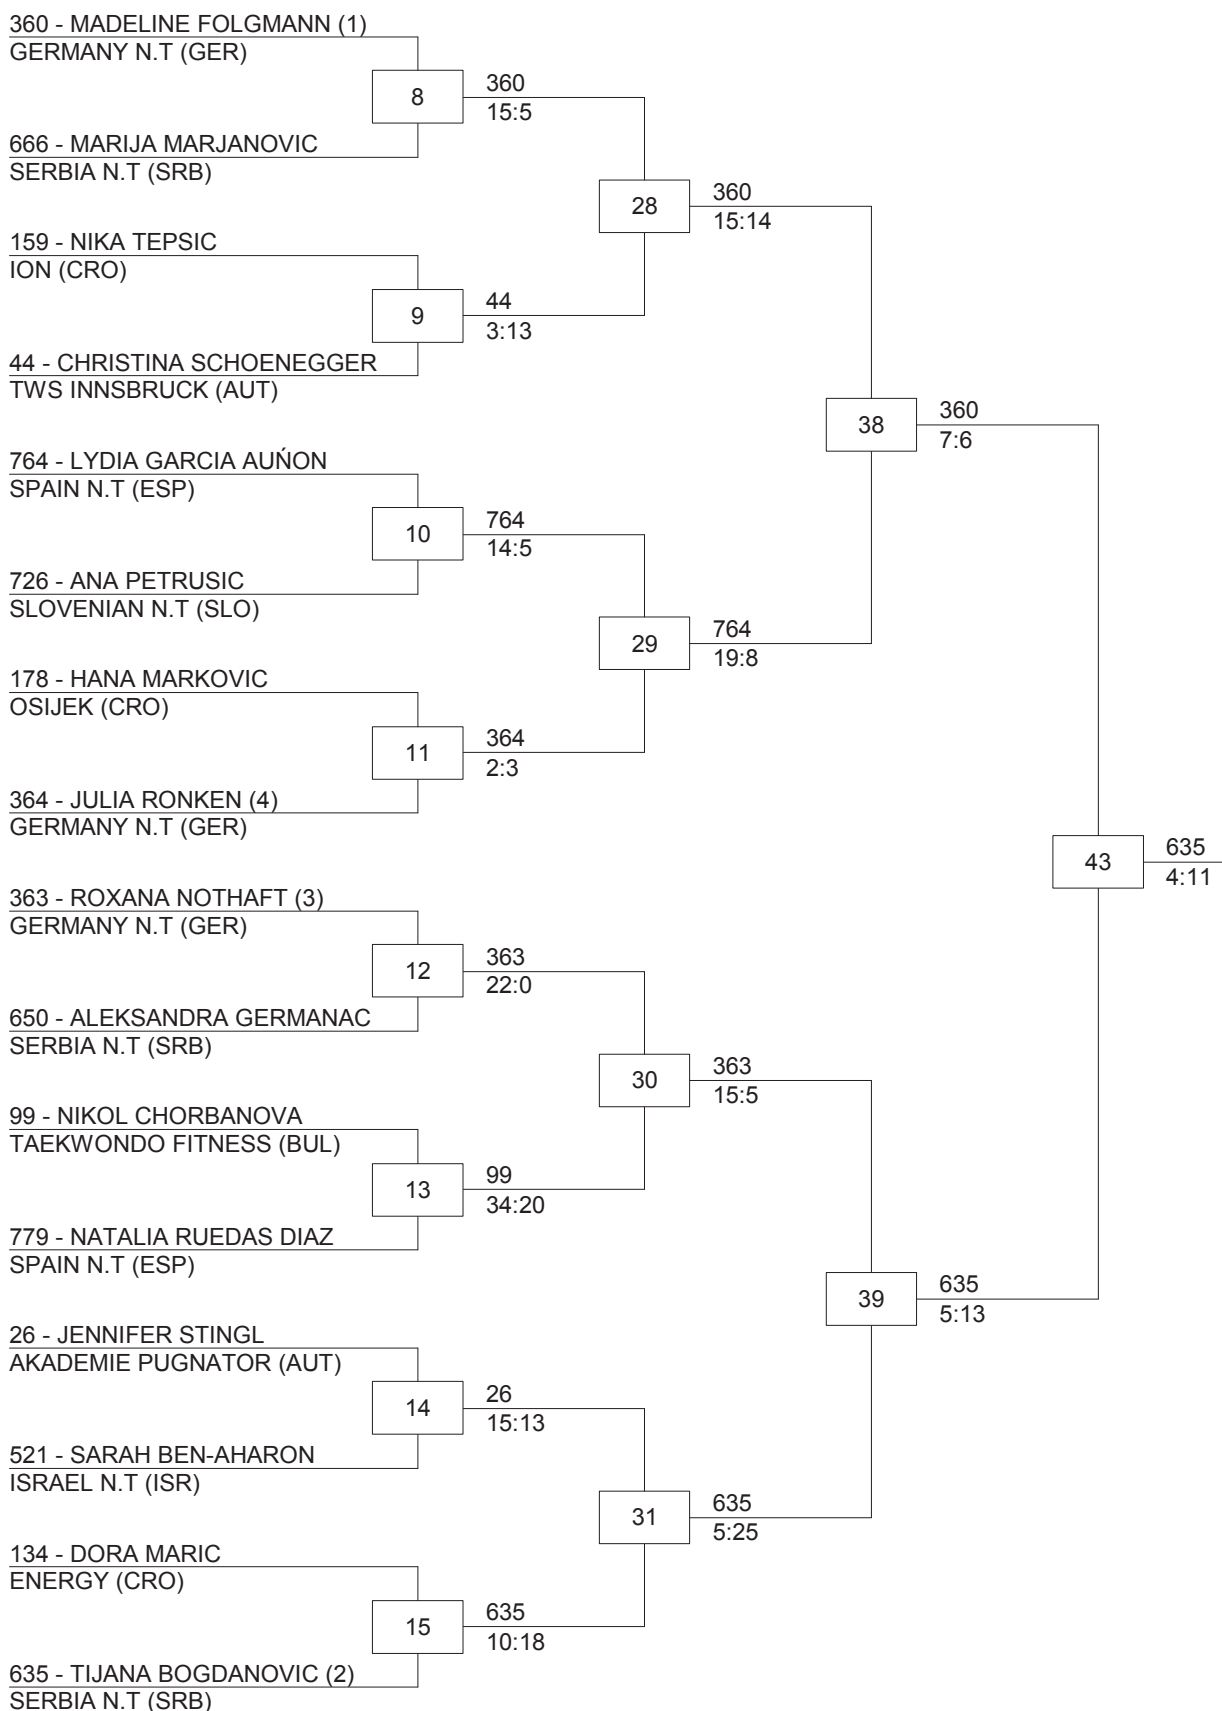 360 - MADELINE FOLGMANN (1)
GERMANY N.T (GER)
8
360
15:5
666 - MARIJA MARJANOVIC
SERBIA N.T (SRB)
28
360
15:14
159 - NIKA TEPSIC
ION (CRO)
9
44
3:13
44 - CHRISTINA SCHOENEGGER
TWS INNSBRUCK (AUT)
38
360
7:6
764 - LYDIA GARCIA AUŃON
SPAIN N.T (ESP)
10
764
14:5
726 - ANA PETRUSIC
SLOVENIAN N.T (SLO)
29
764
19:8
178 - HANA MARKOVIC
OSIJEK (CRO)
11
364
2:3
364 - JULIA RONKEN (4)
GERMANY N.T (GER)
43
635
4:11
363 - ROXANA NOTHAFT (3)
GERMANY N.T (GER)
12
363
22:0
650 - ALEKSANDRA GERMANAC
SERBIA N.T (SRB)
30
363
15:5
99 - NIKOL CHORBANOVA
TAEKWONDO FITNESS (BUL)
13
99
34:20
779 - NATALIA RUEDAS DIAZ
SPAIN N.T (ESP)
39
635
5:13
26 - JENNIFER STINGL
AKADEMIE PUGNATOR (AUT)
14
26
15:13
521 - SARAH BEN-AHARON
ISRAEL N.T (ISR)
31
635
5:25
134 - DORA MARIC
ENERGY (CRO)
15
635
10:18
635 - TIJANA BOGDANOVIC (2)
SERBIA N.T (SRB)